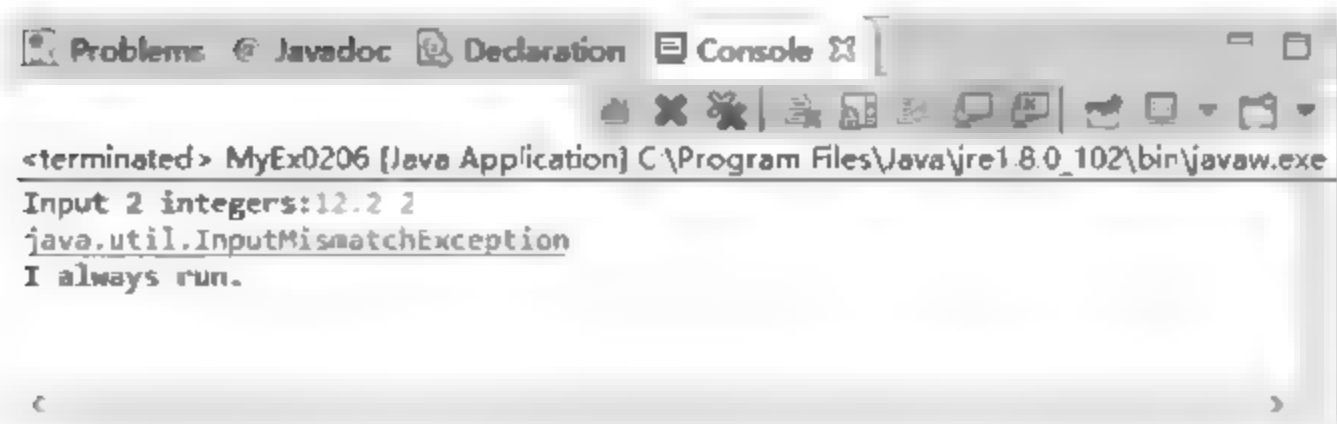 Problems @ Javadoc Declaration Console
<terminated> MyEx0206 [Java Application] C:\Program Files\Java\jre1.8.0_102\bin\javaw.exe
Input 2 integers:12.2 2
java.util.InputMismatchException
I always run.